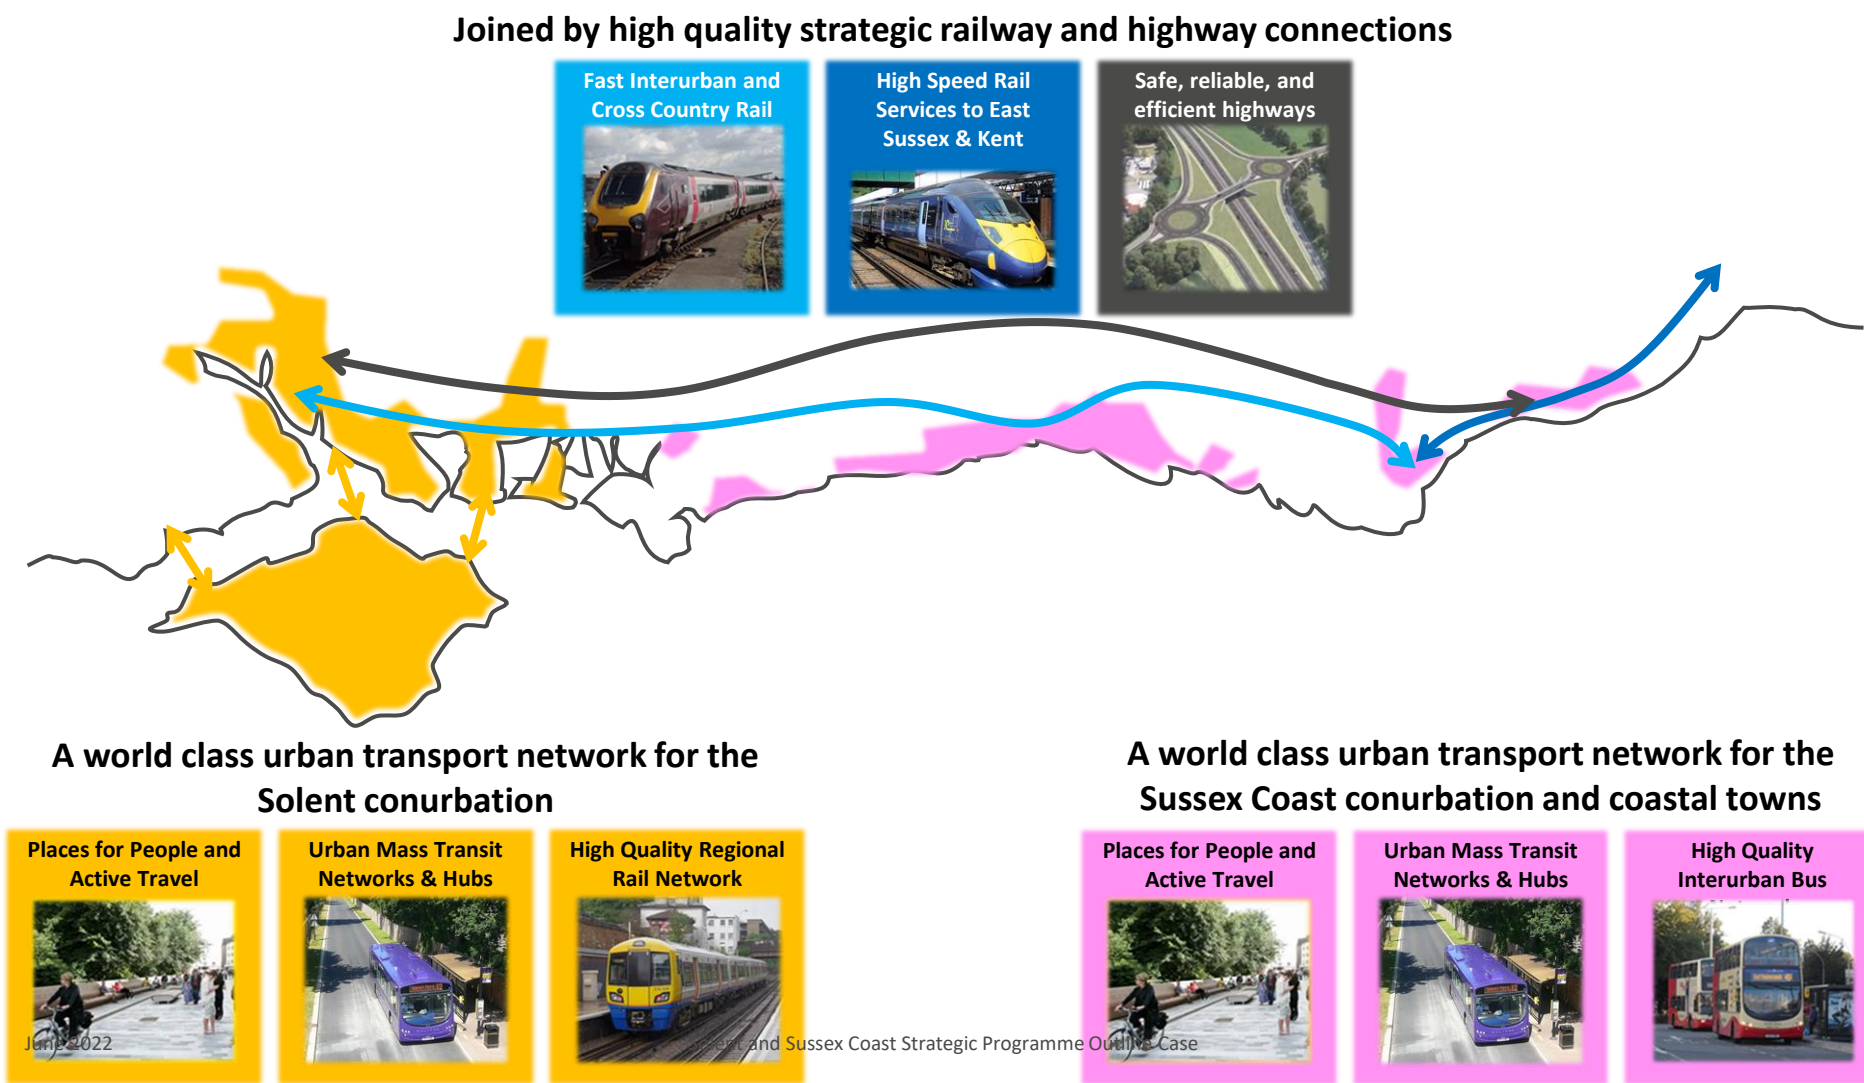 Joined by high quality strategic railway and highway connections
Fast Interurban and
Cross Country Rail
High Speed Rail
Services to East
Sussex & Kent
Safe, reliable, and
efficient highways
A world class urban transport network for the
Solent conurbation
Places for People and
Active Travel
Urban Mass Transit
Networks & Hubs
High Quality Regional
Rail Network
A world class urban transport network for the
Sussex Coast conurbation and coastal towns
Places for People and
Active Travel
Urban Mass Transit
Networks & Hubs
High Quality
Interurban Bus
June 2022
and Sussex Coast Strategic Programme Outline Case